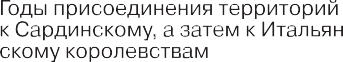 Годы присоединения территорий
к Сардинскому, а затем к Итальян
скому королевствам